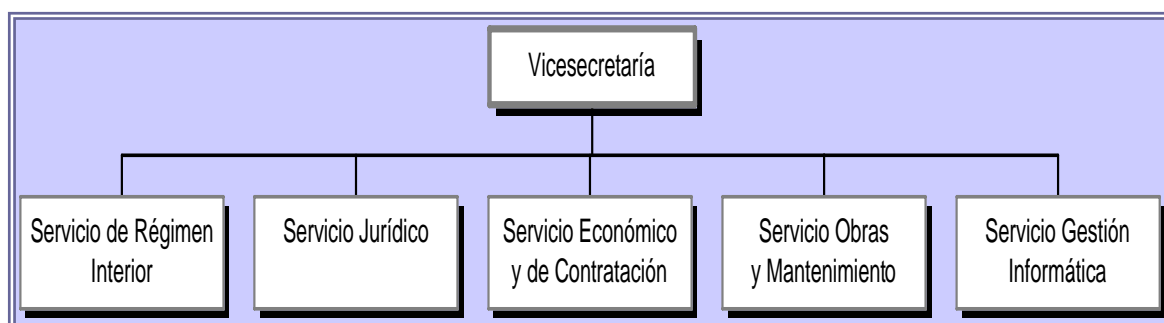 Vicesecretaría
Servicio de Régimen
Interior
Servicio Jurídico
Servicio Económico
y de Contratación
Servicio Obras
y Mantenimiento
Servicio Gestión
Informática